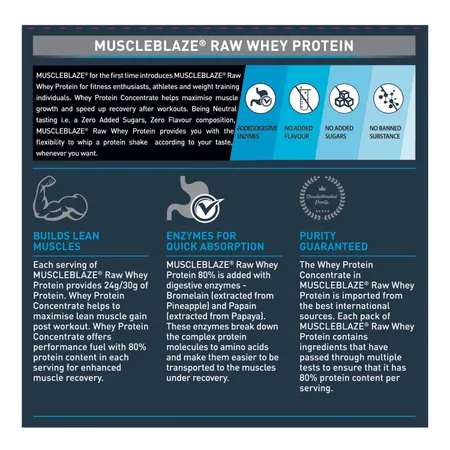 MUSCLEBLAZE® RAW WHEY PROTEIN
MUSCLEBLAZE® for the first time introduces MUSCLEBLAZE® Raw
Whey Protein for fitness enthusiasts, athletes and weight training
individuals. Whey Protein Concentrate helps maximise muscle
growth and speed up recovery after workouts. Being Neutral
tasting i.e. a Zero Added Sugars, Zero Flavour composition,
MUSCLEBLAZE® Raw Whey Protein provides you with the
flexibility to whip a protein shake according to your taste,
whenever you want.
ADDED DIGESTIVE
ENZYMES
NO ADDED
FLAVOUR
NO ADDED
SUGARS
NO BANNED
SUBSTANCE
BUILDS LEAN
MUSCLES
Each serving of
MUSCLEBLAZE® Raw Whey
Protein provides 24g/30g of
Protein. Whey Protein
Concentrate helps to
maximise lean muscle gain
post workout. Whey Protein
Concentrate offers
performance fuel with 80%
protein content in each
serving for enhanced
muscle recovery.
ENZYMES FOR
QUICK ABSORPTION
MUSCLEBLAZE® Raw Whey
Protein 80% is added with
digestive enzymes -
Bromelain (extracted from
Pineapple) and Papain
(extracted from Papaya).
These enzymes break down
the complex protein
molecules to amino acids
and make them easier to be
transported to the muscles
under recovery.
Unadulterated
Purity
PURITY
GUARANTEED
The Whey Protein
Concentrate in
MUSCLEBLAZE® Raw Whey
Protein is imported from
the best international
sources. Each pack of
MUSCLEBLAZE® Raw Whey
Protein contains
ingredients that have
passed through multiple
tests to ensure that it has
80% protein content per
serving.